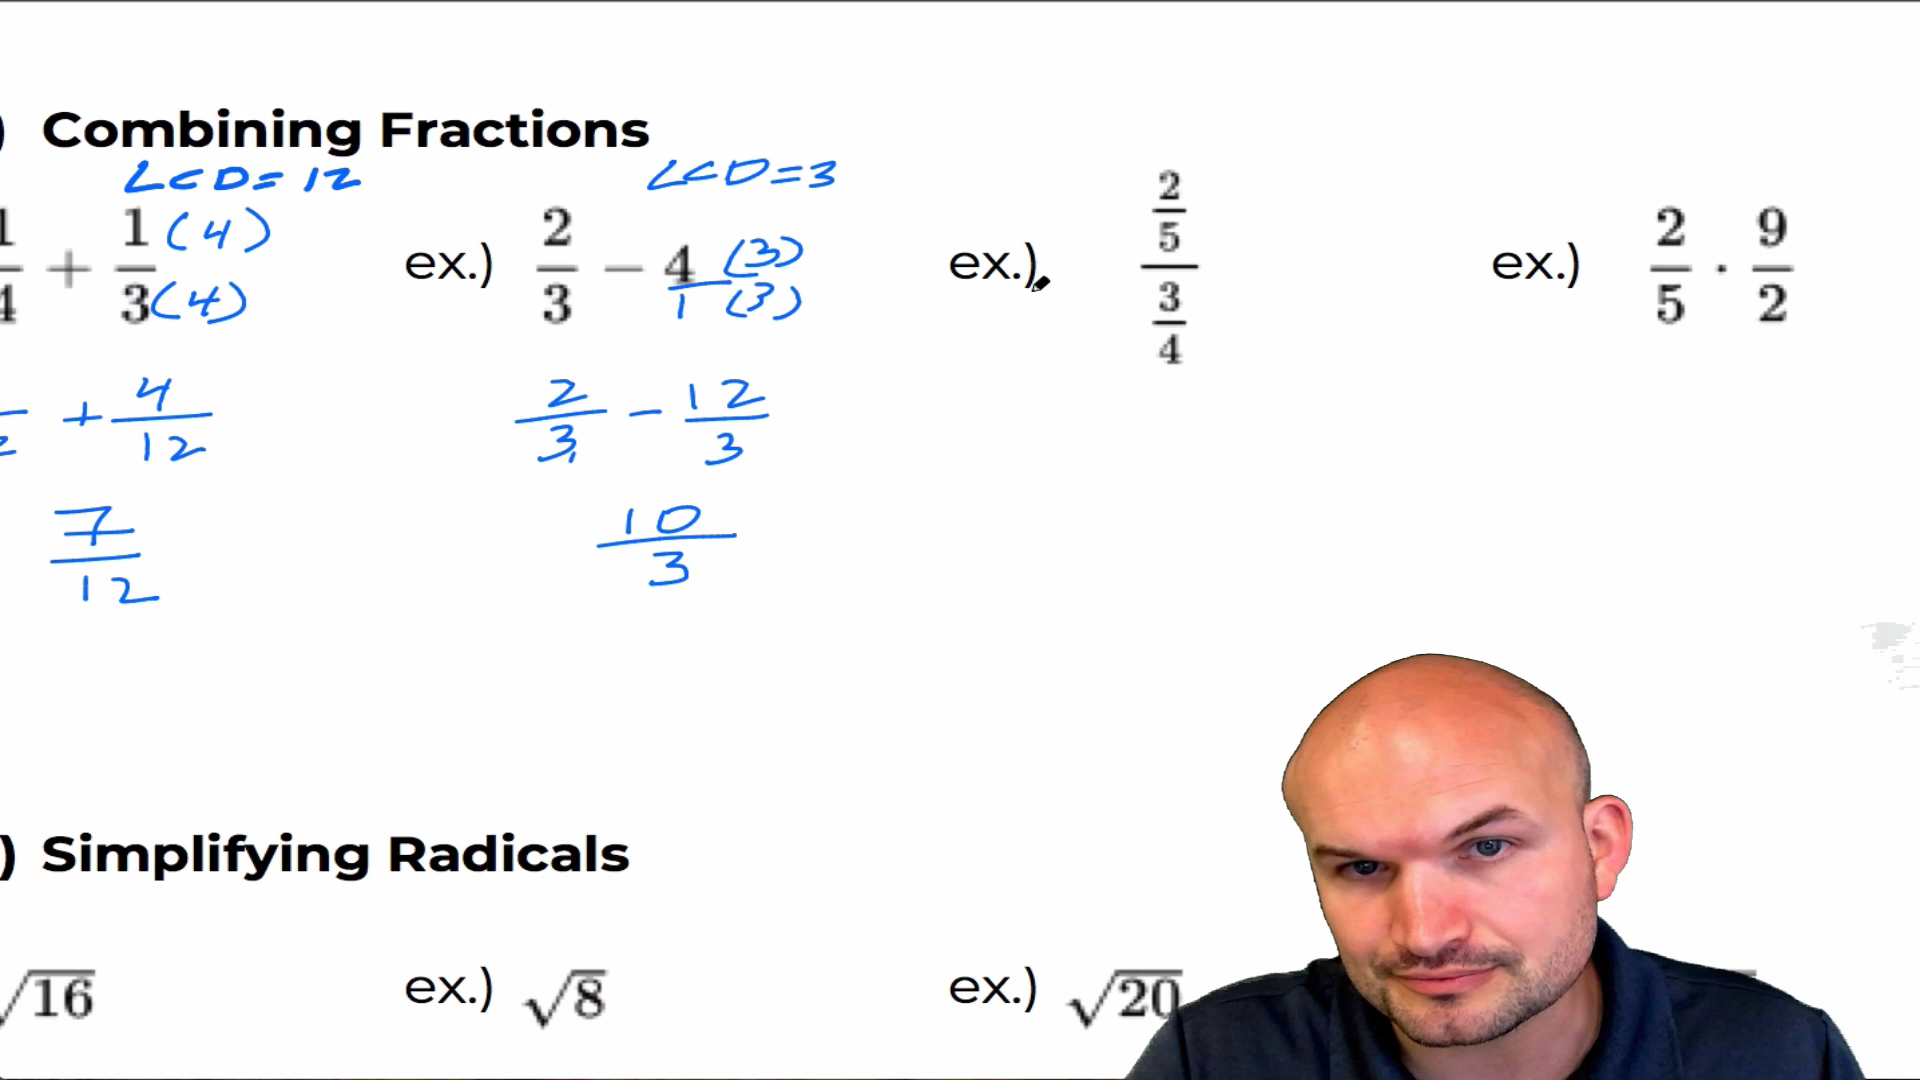 ) Combining Fractions
LCD=12
LCD=3
1/4 + 1/3 (4)/(4)
ex.) 2/3 − 4/1 (3)/(3)
ex.) (2/5)/(3/4)
ex.) 2/5 · 9/2
+ 4/12
2/3 − 12/3
7/12
10/3
) Simplifying Radicals
√16
ex.) √8
ex.) √20